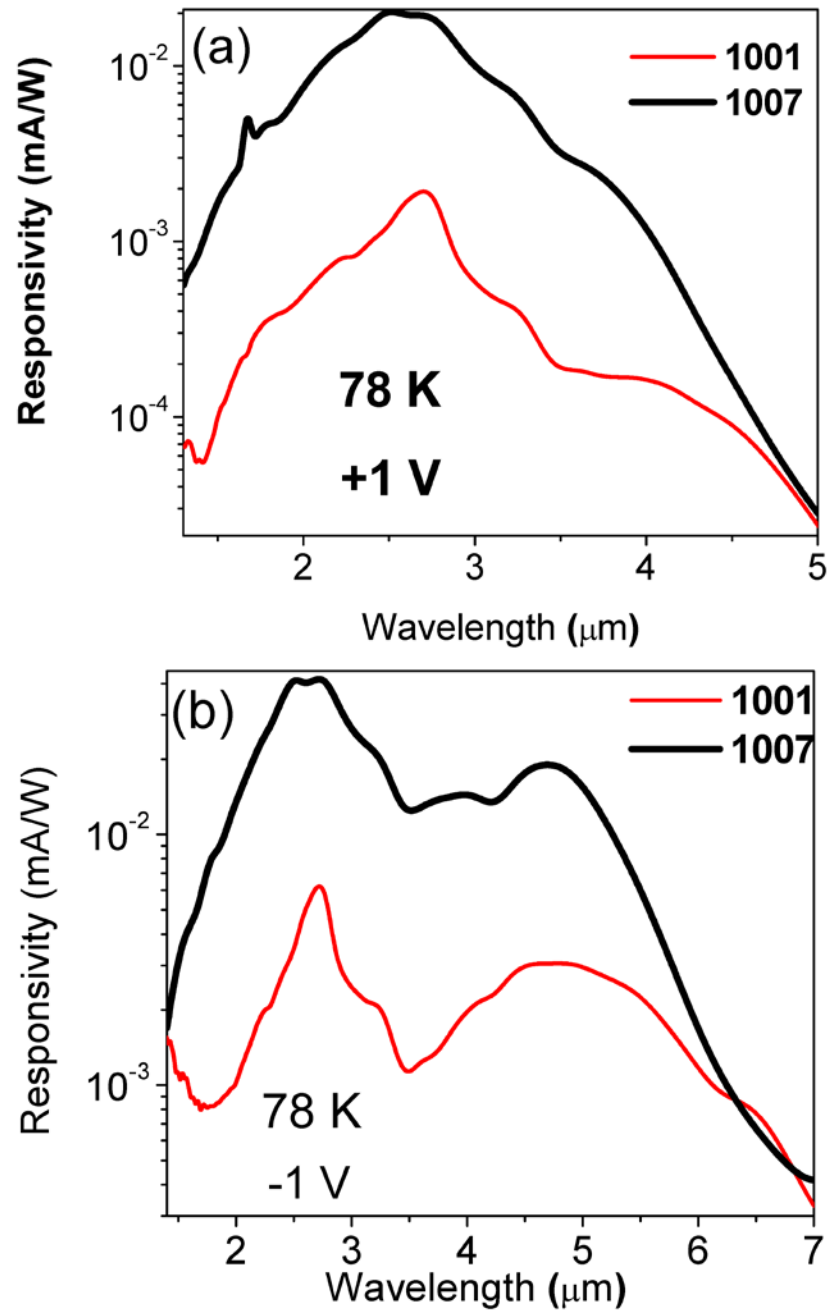 (a)
1001
1007
Responsivity (mA/W)
10⁻²
10⁻³
10⁻⁴
78 K
+1 V
2 3 4 5
Wavelength (μm)
(b)
1001
1007
Responsivity (mA/W)
10⁻²
10⁻³
78 K
-1 V
2 3 4 5 6 7
Wavelength (μm)